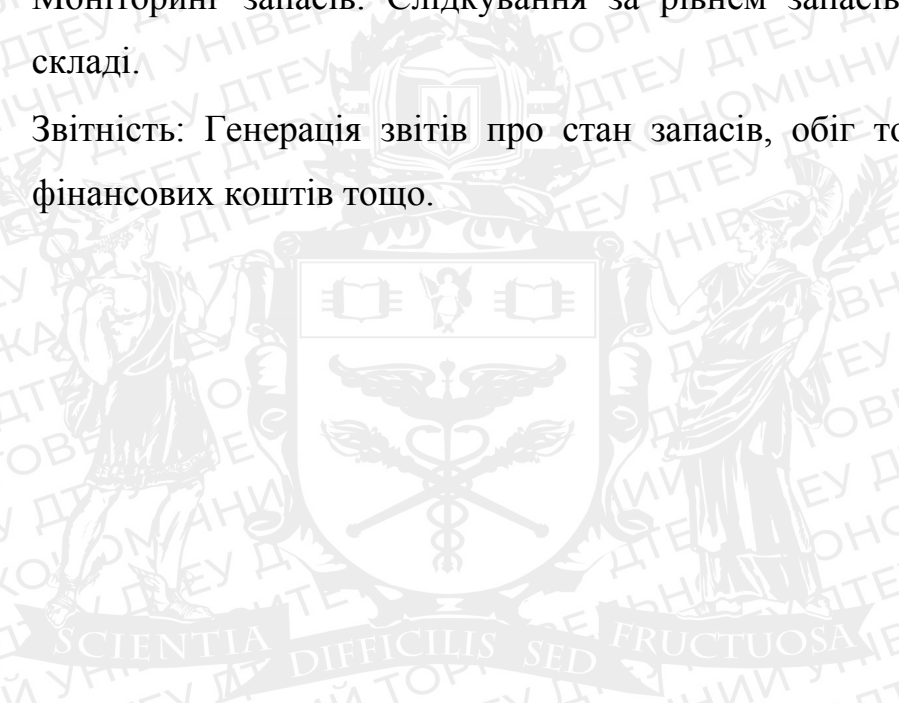 Моніторинг запасів: Слідкування за рівнем запасів
складі.
Звітність: Генерація звітів про стан запасів, обіг то
фінансових коштів тощо.
SCIENTIA DIFFICILIS SED FRUCTUOSA